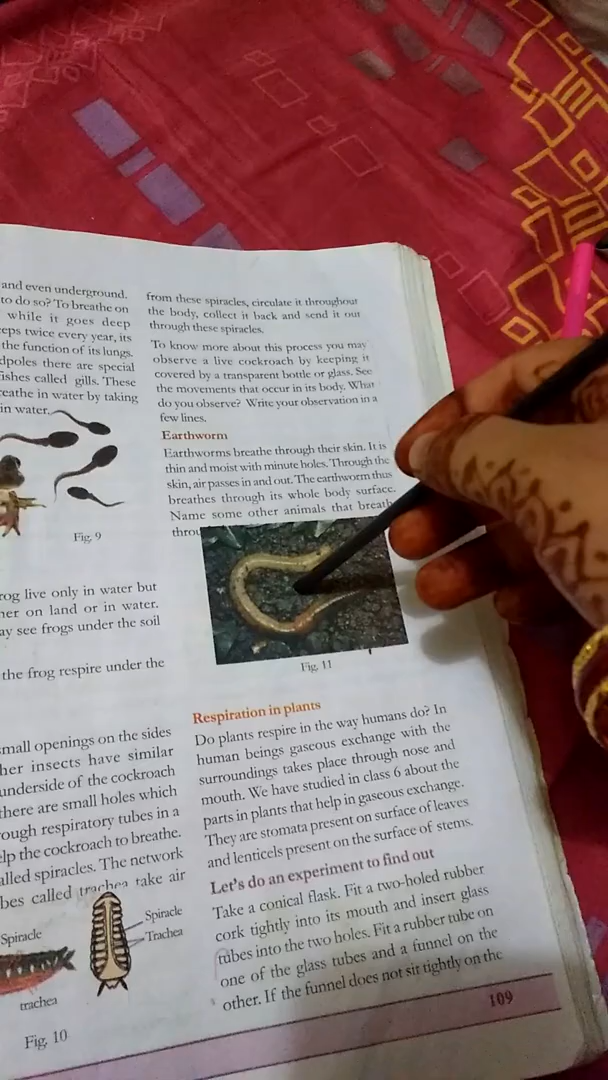 and even underground.
to do so? To breathe on
while it goes deep
eeps twice every year, its
the function of its lungs.
dpoles there are special
fishes called gills. These
reathe in water by taking
in water.
Fig. 9
rog live only in water but
her on land or in water.
ay see frogs under the soil
the frog respire under the
small openings on the sides
her insects have similar
underside of the cockroach
there are small holes which
rough respiratory tubes in a
elp the cockroach to breathe.
alled spiracles. The network
bes called trachea take air
Spiracle
trachea
Spiracle
Trachea
Fig. 10
from these spiracles, circulate it throughout
the body, collect it back and send it out
through these spiracles.
To know more about this process you may
observe a live cockroach by keeping it
covered by a transparent bottle or glass. See
the movements that occur in its body. What
do you observe? Write your observation in a
few lines.
Earthworm
Earthworms breathe through their skin. It is
thin and moist with minute holes. Through the
skin, air passes in and out. The earthworm thus
breathes through its whole body surface.
Name some other animals that breath
throu
Fig. 11
Respiration in plants
Do plants respire in the way humans do? In
human beings gaseous exchange with the
surroundings takes place through nose and
mouth. We have studied in class 6 about the
parts in plants that help in gaseous exchange.
They are stomata present on surface of leaves
and lenticels present on the surface of stems.
Let's do an experiment to find out
Take a conical flask. Fit a two-holed rubber
cork tightly into its mouth and insert glass
tubes into the two holes. Fit a rubber tube on
one of the glass tubes and a funnel on the
other. If the funnel does not sit tightly on the
109